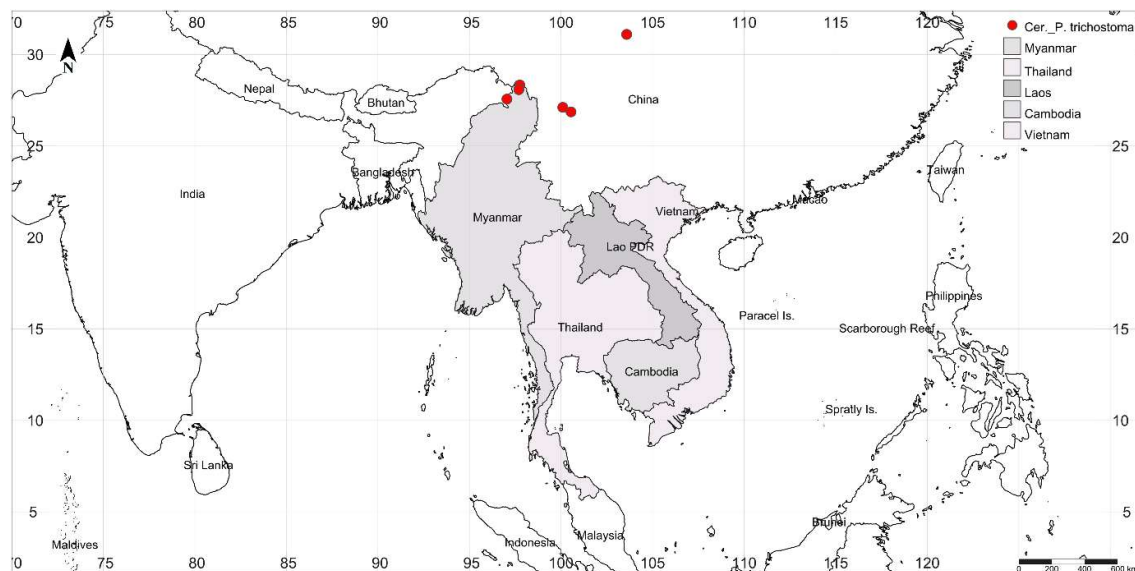 70 75 80 85 90 95 100 105 110 115 120
30
N
Nepal
Bhutan
China
Cer._P. trichostoma
Myanmar
Thailand
Laos
Cambodia
Vietnam
25 25
Bangladesh
Taiwan
India
Macao
Myanmar
Vietnam
20 20
Lao PDR
Philippines
Paracel Is.
15 15
Thailand
Scarborough Reef
Cambodia
10 10
Spratly Is.
Sri Lanka
5 5
Brunei
Maldives
Indonesia
Malaysia
70 75 80 85 90 95 100 105 110 115 120
0 200 400 600 km